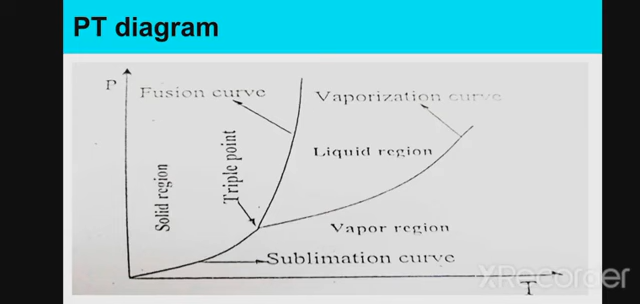 PT diagram
P
Fusion curve
Vaporization curve
Solid region
Triple point
Liquid region
Vapor region
Sublimation curve
T
XRecorder